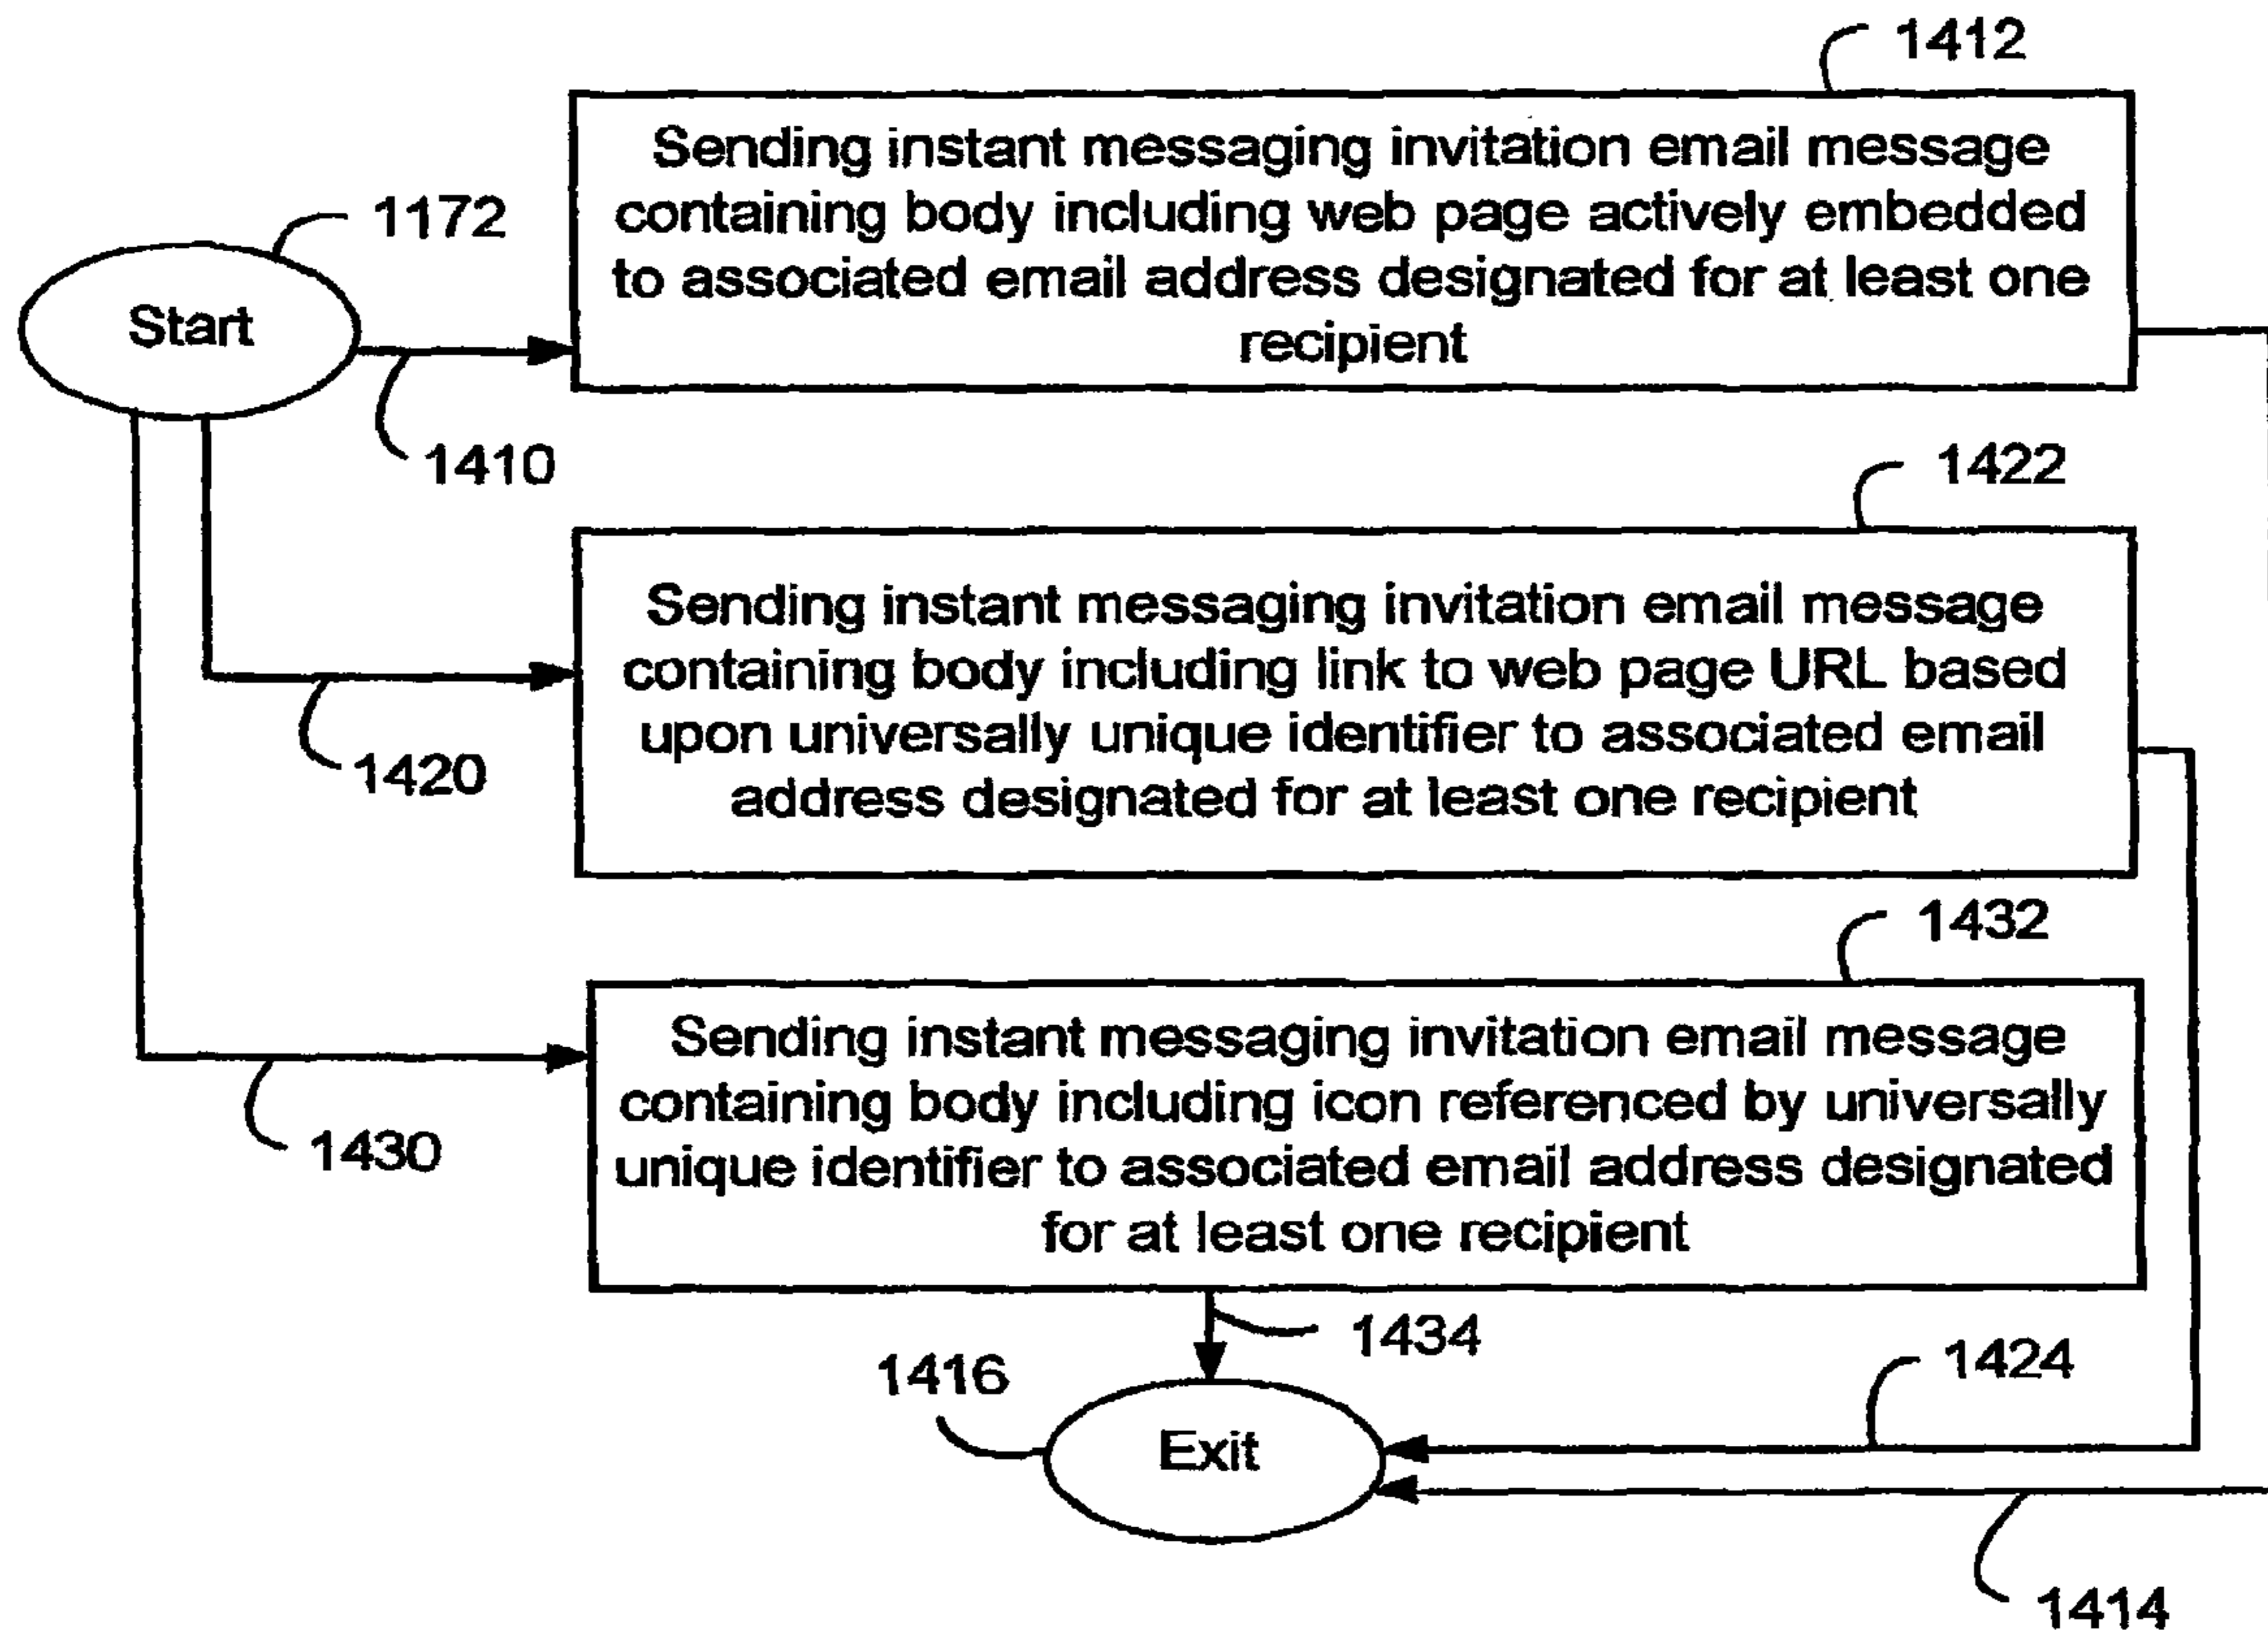 1412
Sending instant messaging invitation email message
containing body including web page actively embedded
to associated email address designated for at least one
recipient
1172
Start
1410
1422
Sending instant messaging invitation email message
containing body including link to web page URL based
upon universally unique identifier to associated email
address designated for at least one recipient
1420
1432
Sending instant messaging invitation email message
containing body including icon referenced by universally
unique identifier to associated email address designated
for at least one recipient
1430
1434
1416
1424
Exit
1414